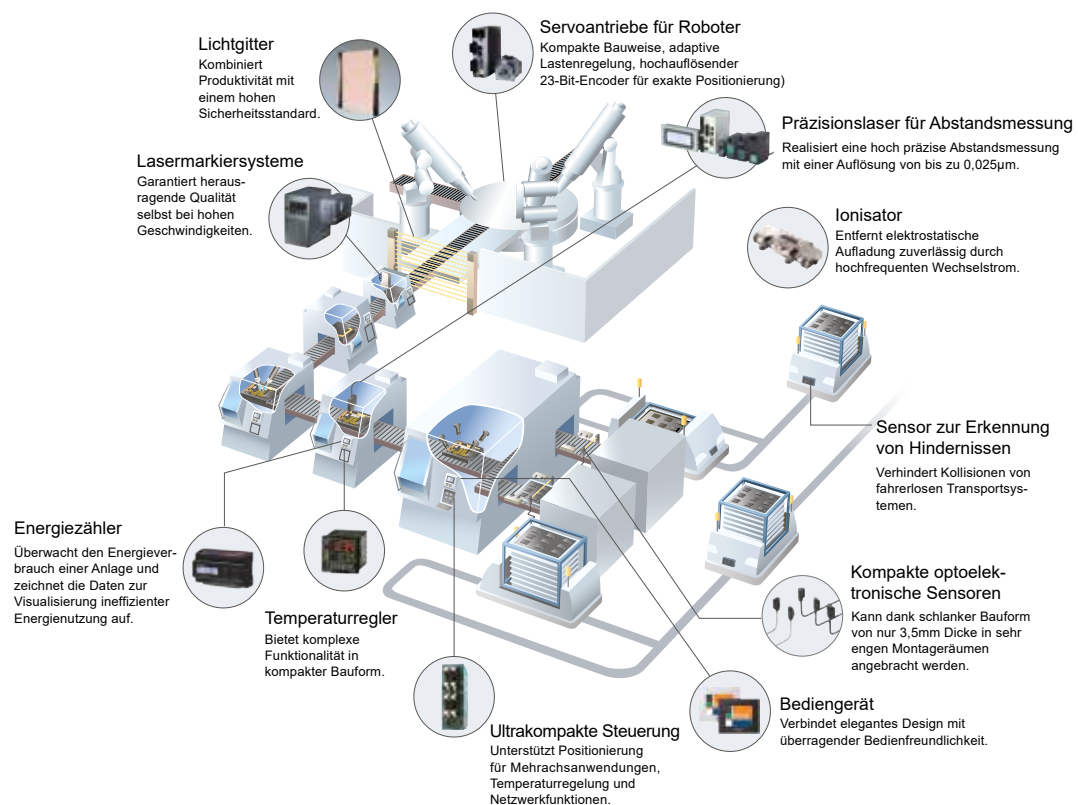 Servoantriebe für Roboter
Kompakte Bauweise, adaptive
Lastenregelung, hochauflösender
23-Bit-Encoder für exakte Positionierung)
Lichtgitter
Kombiniert
Produktivität mit
einem hohen
Sicherheitsstandard.
Präzisionslaser für Abstandsmessung
Realisiert eine hoch präzise Abstandsmessung
mit einer Auflösung von bis zu 0,025µm.
Lasermarkiersysteme
Garantiert heraus-
ragende Qualität
selbst bei hohen
Geschwindigkeiten.
Ionisator
Entfernt elektrostatische
Aufladung zuverlässig durch
hochfrequenten Wechselstrom.
Sensor zur Erkennung
von Hindernissen
Verhindert Kollisionen von
fahrerlosen Transportsys-
temen.
Energiezähler
Überwacht den Energiever-
brauch einer Anlage und
zeichnet die Daten zur
Visualisierung ineffizienter
Energienutzung auf.
Temperaturregler
Bietet komplexe
Funktionalität in
kompakter Bauform.
Kompakte optoelek-
tronische Sensoren
Kann dank schlanker Bauform
von nur 3,5mm Dicke in sehr
engen Montageräumen
angebracht werden.
Bediengerät
Verbindet elegantes Design mit
überragender Bedienfreundlichkeit.
Ultrakompakte Steuerung
Unterstützt Positionierung
für Mehrachsanwendungen,
Temperaturregelung und
Netzwerkfunktionen.